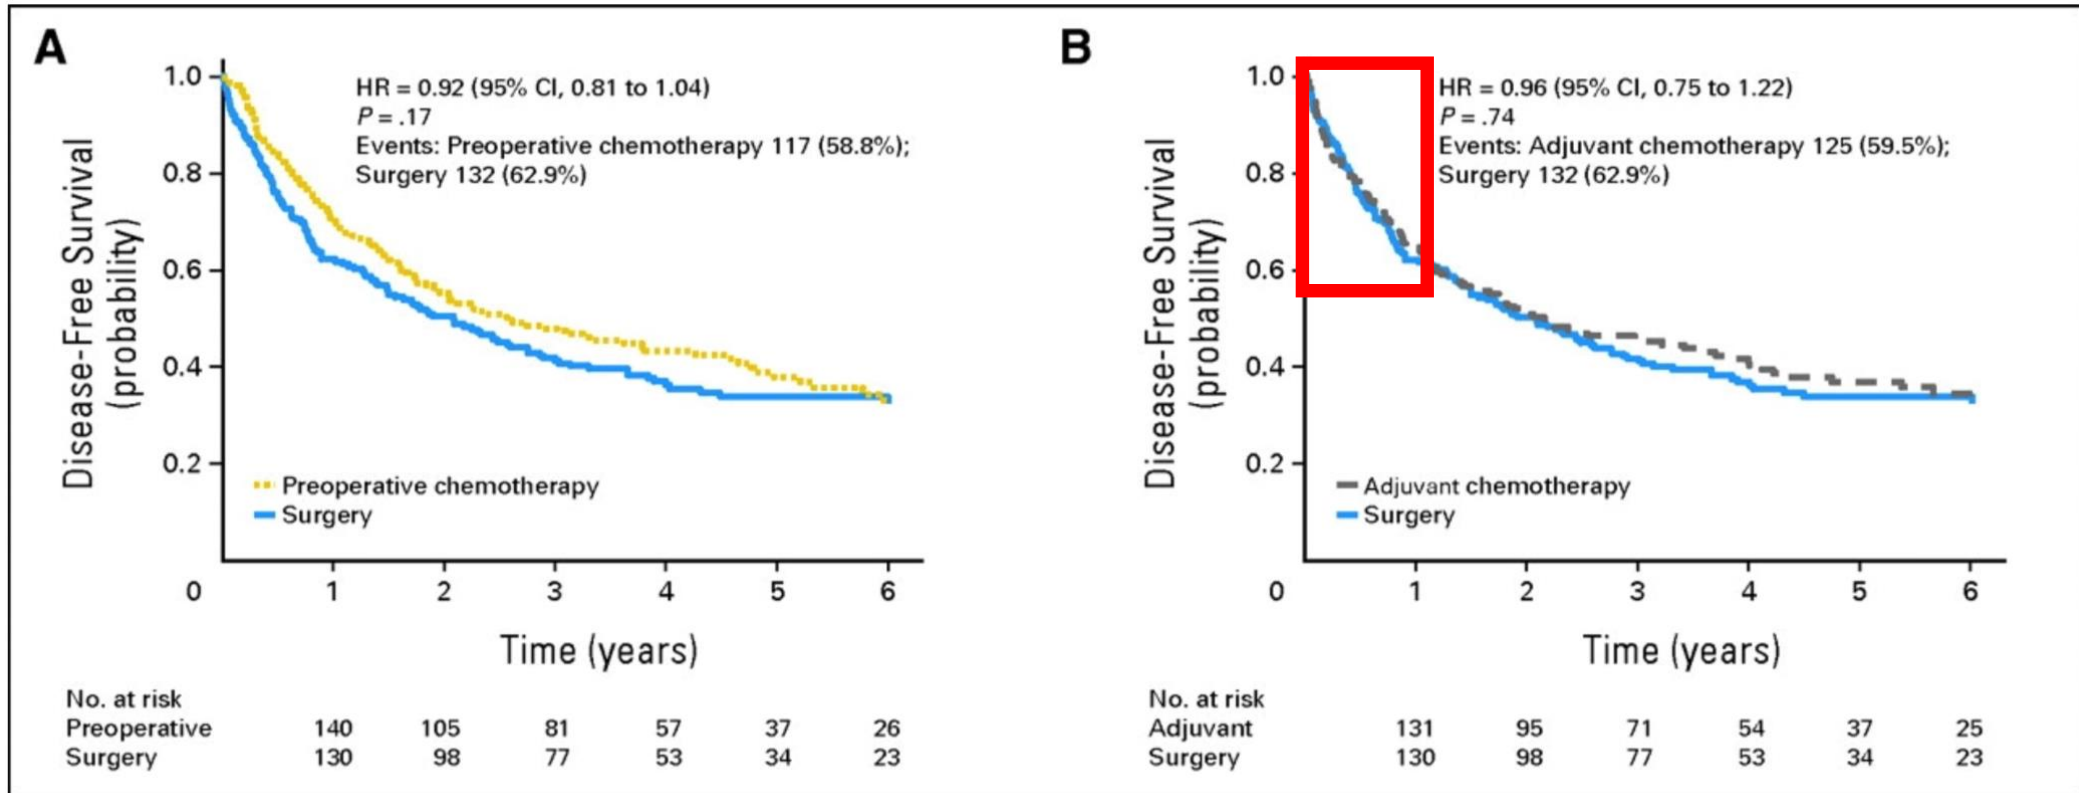 A
HR = 0.92 (95% CI, 0.81 to 1.04)
P = .17
Events: Preoperative chemotherapy 117 (58.8%);
Surgery 132 (62.9%)
1.0
0.8
0.6
0.4
0.2
Disease-Free Survival
(probability)
Preoperative chemotherapy
Surgery
0 1 2 3 4 5 6
Time (years)
No. at risk
Preoperative 140 105 81 57 37 26
Surgery 130 98 77 53 34 23
B
HR = 0.96 (95% CI, 0.75 to 1.22)
P = .74
Events: Adjuvant chemotherapy 125 (59.5%);
Surgery 132 (62.9%)
1.0
0.8
0.6
0.4
0.2
Disease-Free Survival
(probability)
Adjuvant chemotherapy
Surgery
0 1 2 3 4 5 6
Time (years)
No. at risk
Adjuvant 131 95 71 54 37 25
Surgery 130 98 77 53 34 23